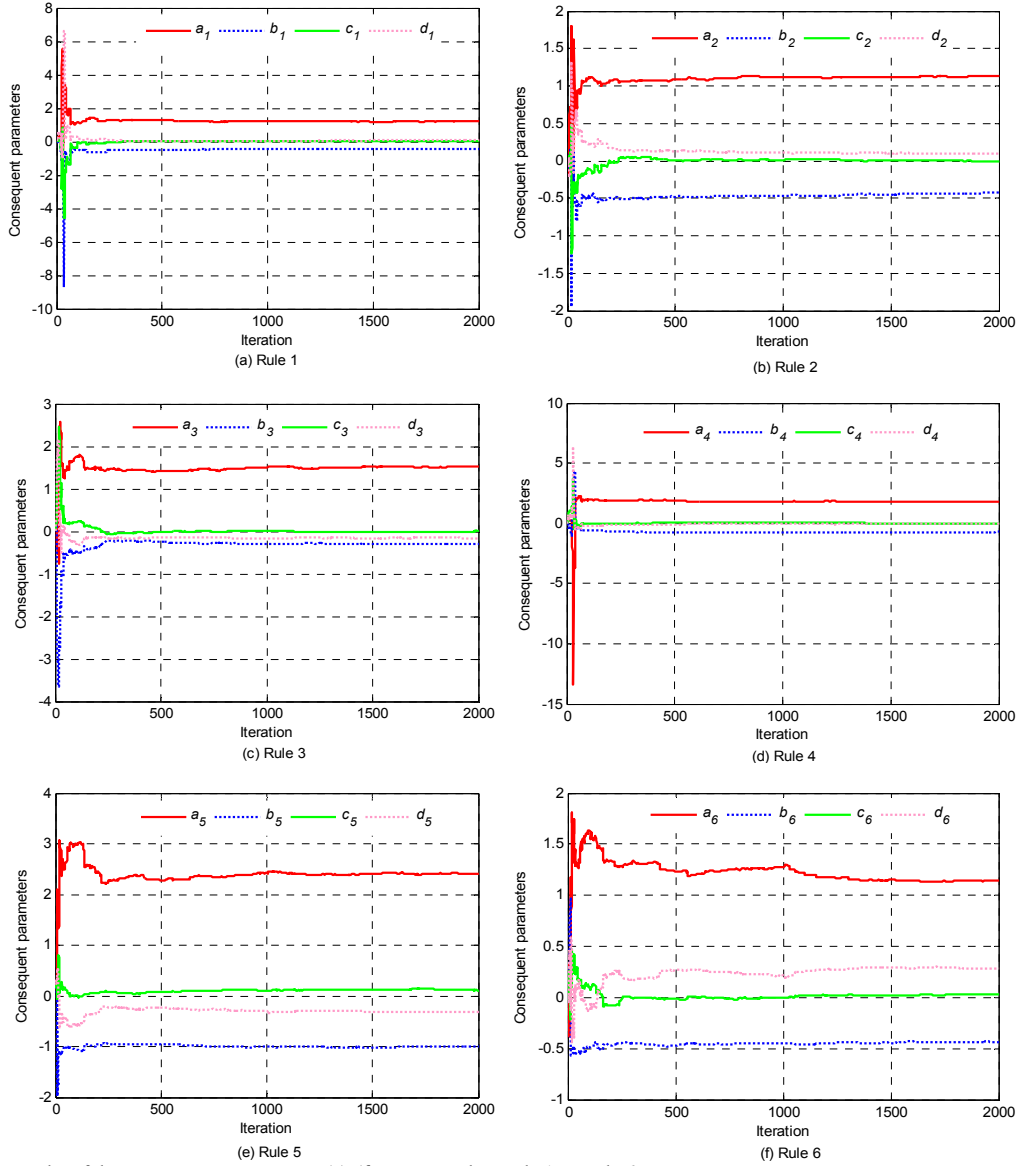 a1 b1 c1 d1
8
6
4
2
0
-2
-4
-6
-8
-10
Consequent parameters
0 500 1000 1500 2000
Iteration
(a) Rule 1
a2 b2 c2 d2
2
1.5
1
0.5
0
-0.5
-1
-1.5
-2
Consequent parameters
0 500 1000 1500 2000
Iteration
(b) Rule 2
a3 b3 c3 d3
3
2
1
0
-1
-2
-3
-4
Consequent parameters
0 500 1000 1500 2000
Iteration
(c) Rule 3
a4 b4 c4 d4
10
5
0
-5
-10
-15
Consequent parameters
0 500 1000 1500 2000
Iteration
(d) Rule 4
a5 b5 c5 d5
4
3
2
1
0
-1
-2
Consequent parameters
0 500 1000 1500 2000
Iteration
(e) Rule 5
a6 b6 c6 d6
2
1.5
1
0.5
0
-0.5
-1
Consequent parameters
0 500 1000 1500 2000
Iteration
(f) Rule 6